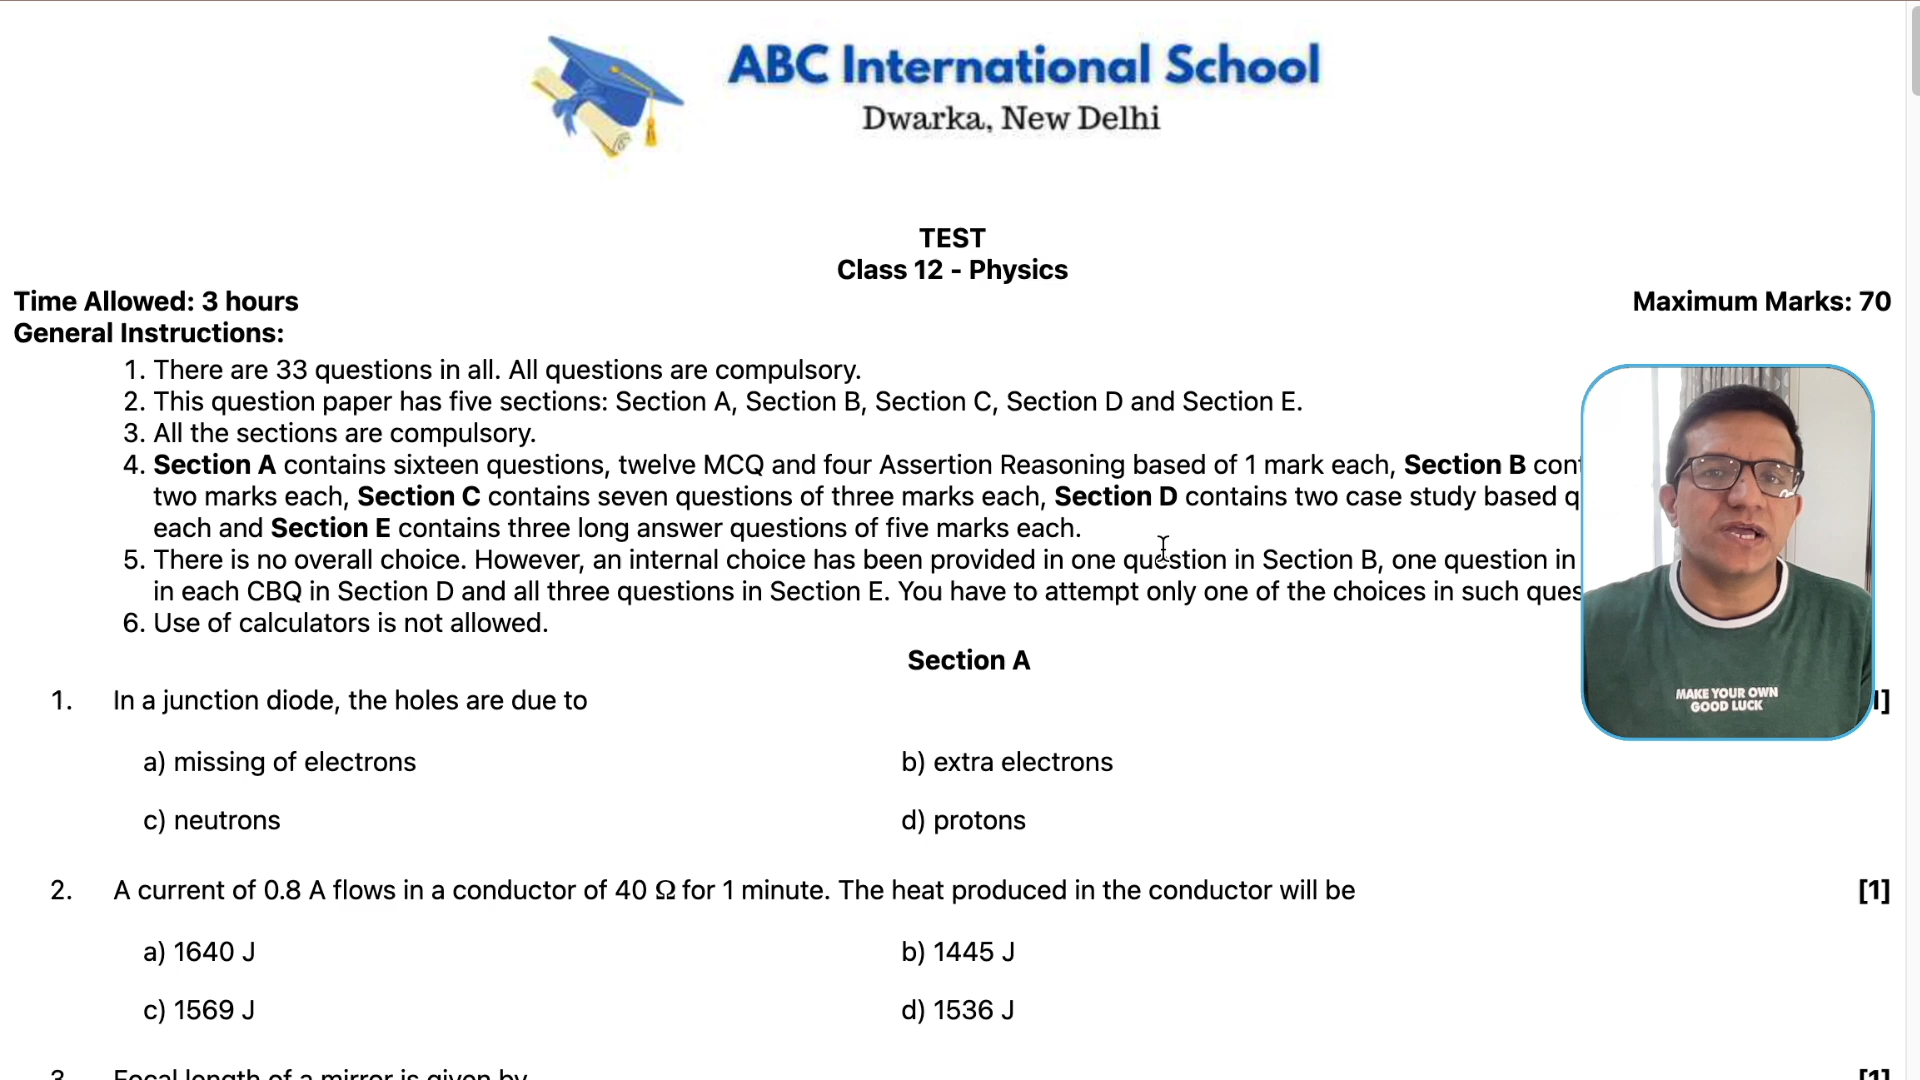 ABC International School
Dwarka, New Delhi
TEST
Class 12 - Physics
Time Allowed: 3 hours
Maximum Marks: 70
General Instructions:
1. There are 33 questions in all. All questions are compulsory.
2. This question paper has five sections: Section A, Section B, Section C, Section D and Section E.
3. All the sections are compulsory.
4. Section A contains sixteen questions, twelve MCQ and four Assertion Reasoning based of 1 mark each, Section B
two marks each, Section C contains seven questions of three marks each, Section D contains two case study based
each and Section E contains three long answer questions of five marks each.
5. There is no overall choice. However, an internal choice has been provided in one question in Section B, one question in
in each CBQ in Section D and all three questions in Section E. You have to attempt only one of the choices in such
6. Use of calculators is not allowed.
Section A
1. In a junction diode, the holes are due to
a) missing of electrons
b) extra electrons
c) neutrons
d) protons
MAKE YOUR OWN
GOOD LUCK
2. A current of 0.8 A flows in a conductor of 40 Ω for 1 minute. The heat produced in the conductor will be [1]
a) 1640 J
b) 1445 J
c) 1569 J
d) 1536 J
3. Focal length of a mirror is given by [1]